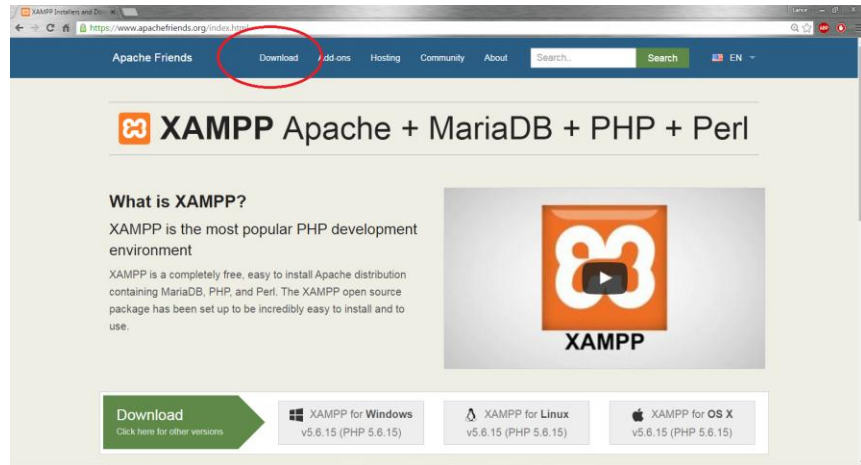 XAMPP Installers and Do
https://www.apachefriends.org/index.html
Apache Friends Download Add-ons Hosting Community About Search... Search EN
XAMPP Apache + MariaDB + PHP + Perl
What is XAMPP?
XAMPP is the most popular PHP development
environment
XAMPP is a completely free, easy to install Apache distribution
containing MariaDB, PHP, and Perl. The XAMPP open source
package has been set up to be incredibly easy to install and to
use.
XAMPP
Download
Click here for other versions
XAMPP for Windows
v5.6.15 (PHP 5.6.15)
XAMPP for Linux
v5.6.15 (PHP 5.6.15)
XAMPP for OS X
v5.6.15 (PHP 5.6.15)